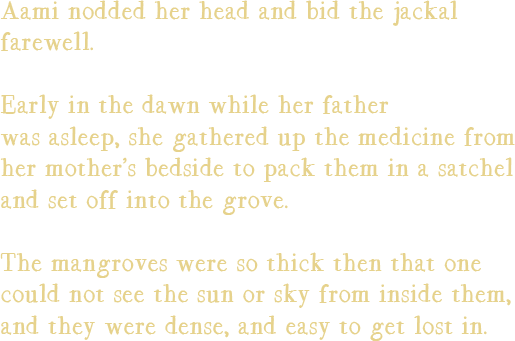 Aami nodded her head and bid the jackal
farewell.
Early in the dawn while her father
was asleep, she gathered up the medicine from
her mother's bedside to pack them in a satchel
and set off into the grove.
The mangroves were so thick then that one
could not see the sun or sky from inside them,
and they were dense, and easy to get lost in.